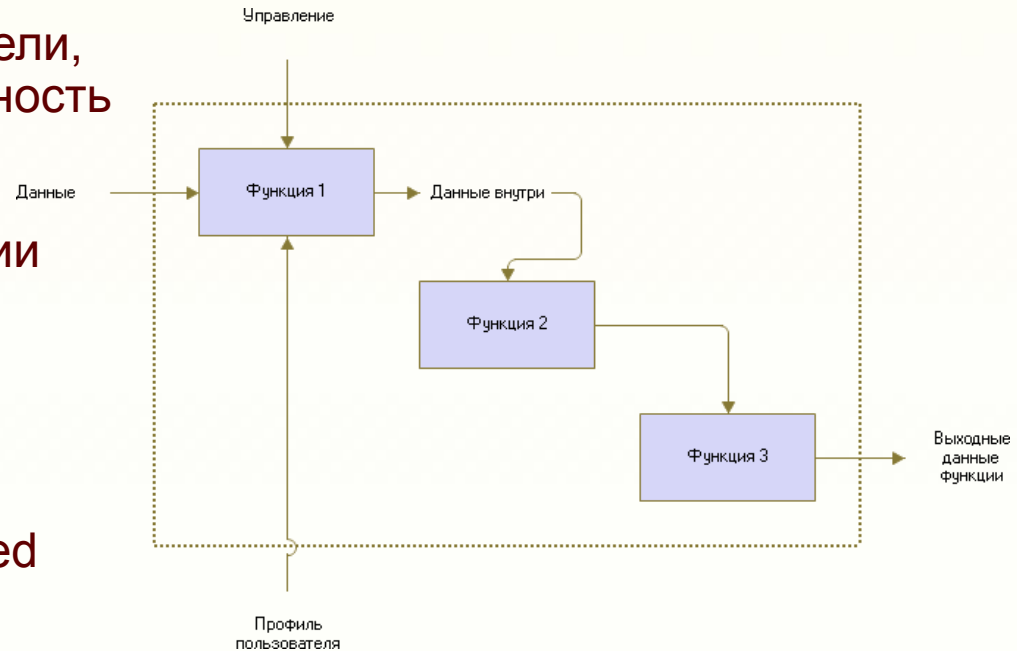 Управление
ели,
ность
Данные
Функция 1
Данные внутри
ии
Функция 2
Функция 3
Выходные
данные
функции
ed
Профиль
пользователя